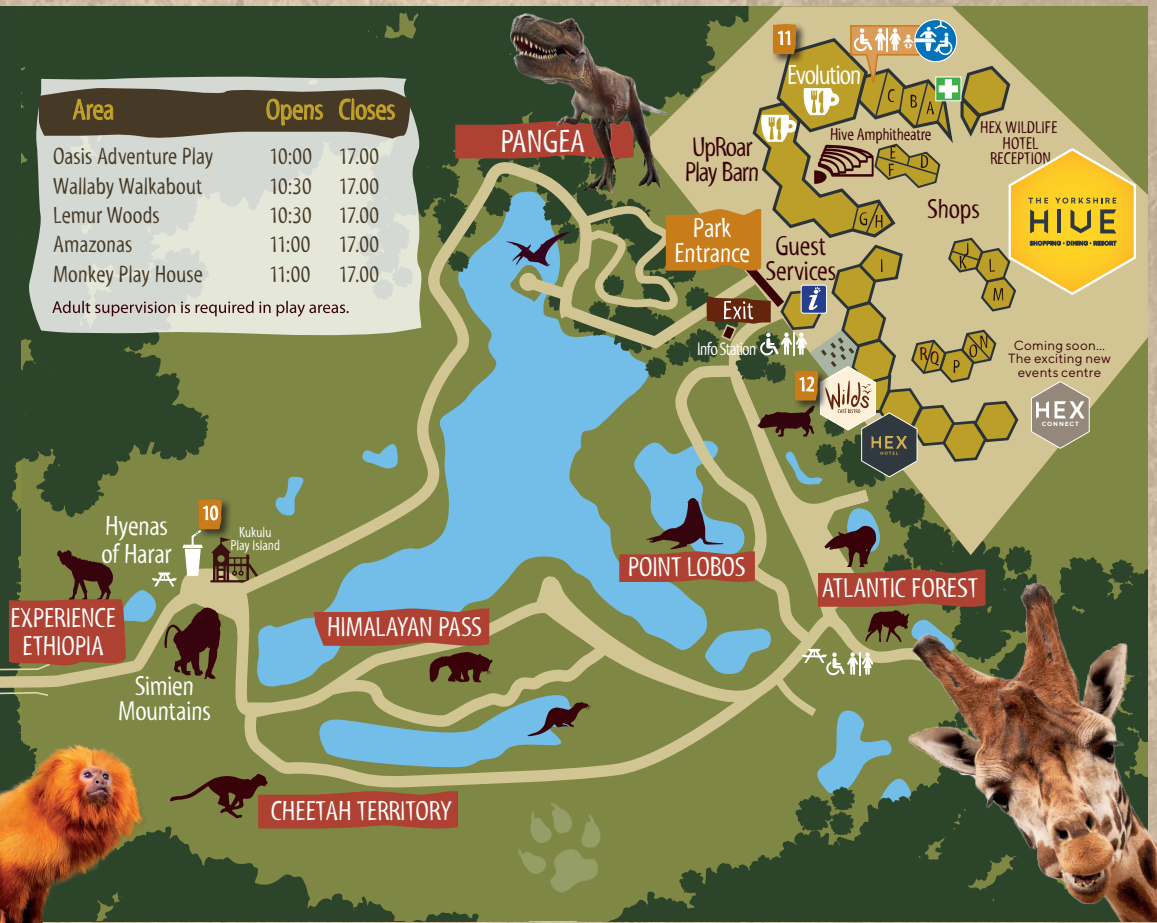 Area Opens Closes
Oasis Adventure Play 10:00 17.00
Wallaby Walkabout 10:30 17.00
Lemur Woods 10:30 17.00
Amazonas 11:00 17.00
Monkey Play House 11:00 17.00
Adult supervision is required in play areas.
PANGEA
11
Evolution
C
B
A
UpRoar
Play Barn
Hive Amphitheatre
E
F
D
HEX WILDLIFE
HOTEL
RECEPTION
G
H
Shops
THE YORKSHIRE
HIVE
SHOPPING • DINING • RESORT
Park
Entrance
Guest
Services
i
I
J
K
L
M
Exit
Info Station
R
Q
P
O
N
Coming soon...
The exciting new
events centre
HEX
CONNECT
12
Wilds
CAFÉ BISTRO
HEX
HOTEL
10
Hyenas
of Harar
Kukulu
Play Island
EXPERIENCE
ETHIOPIA
Simien
Mountains
HIMALAYAN PASS
POINT LOBOS
ATLANTIC FOREST
CHEETAH TERRITORY